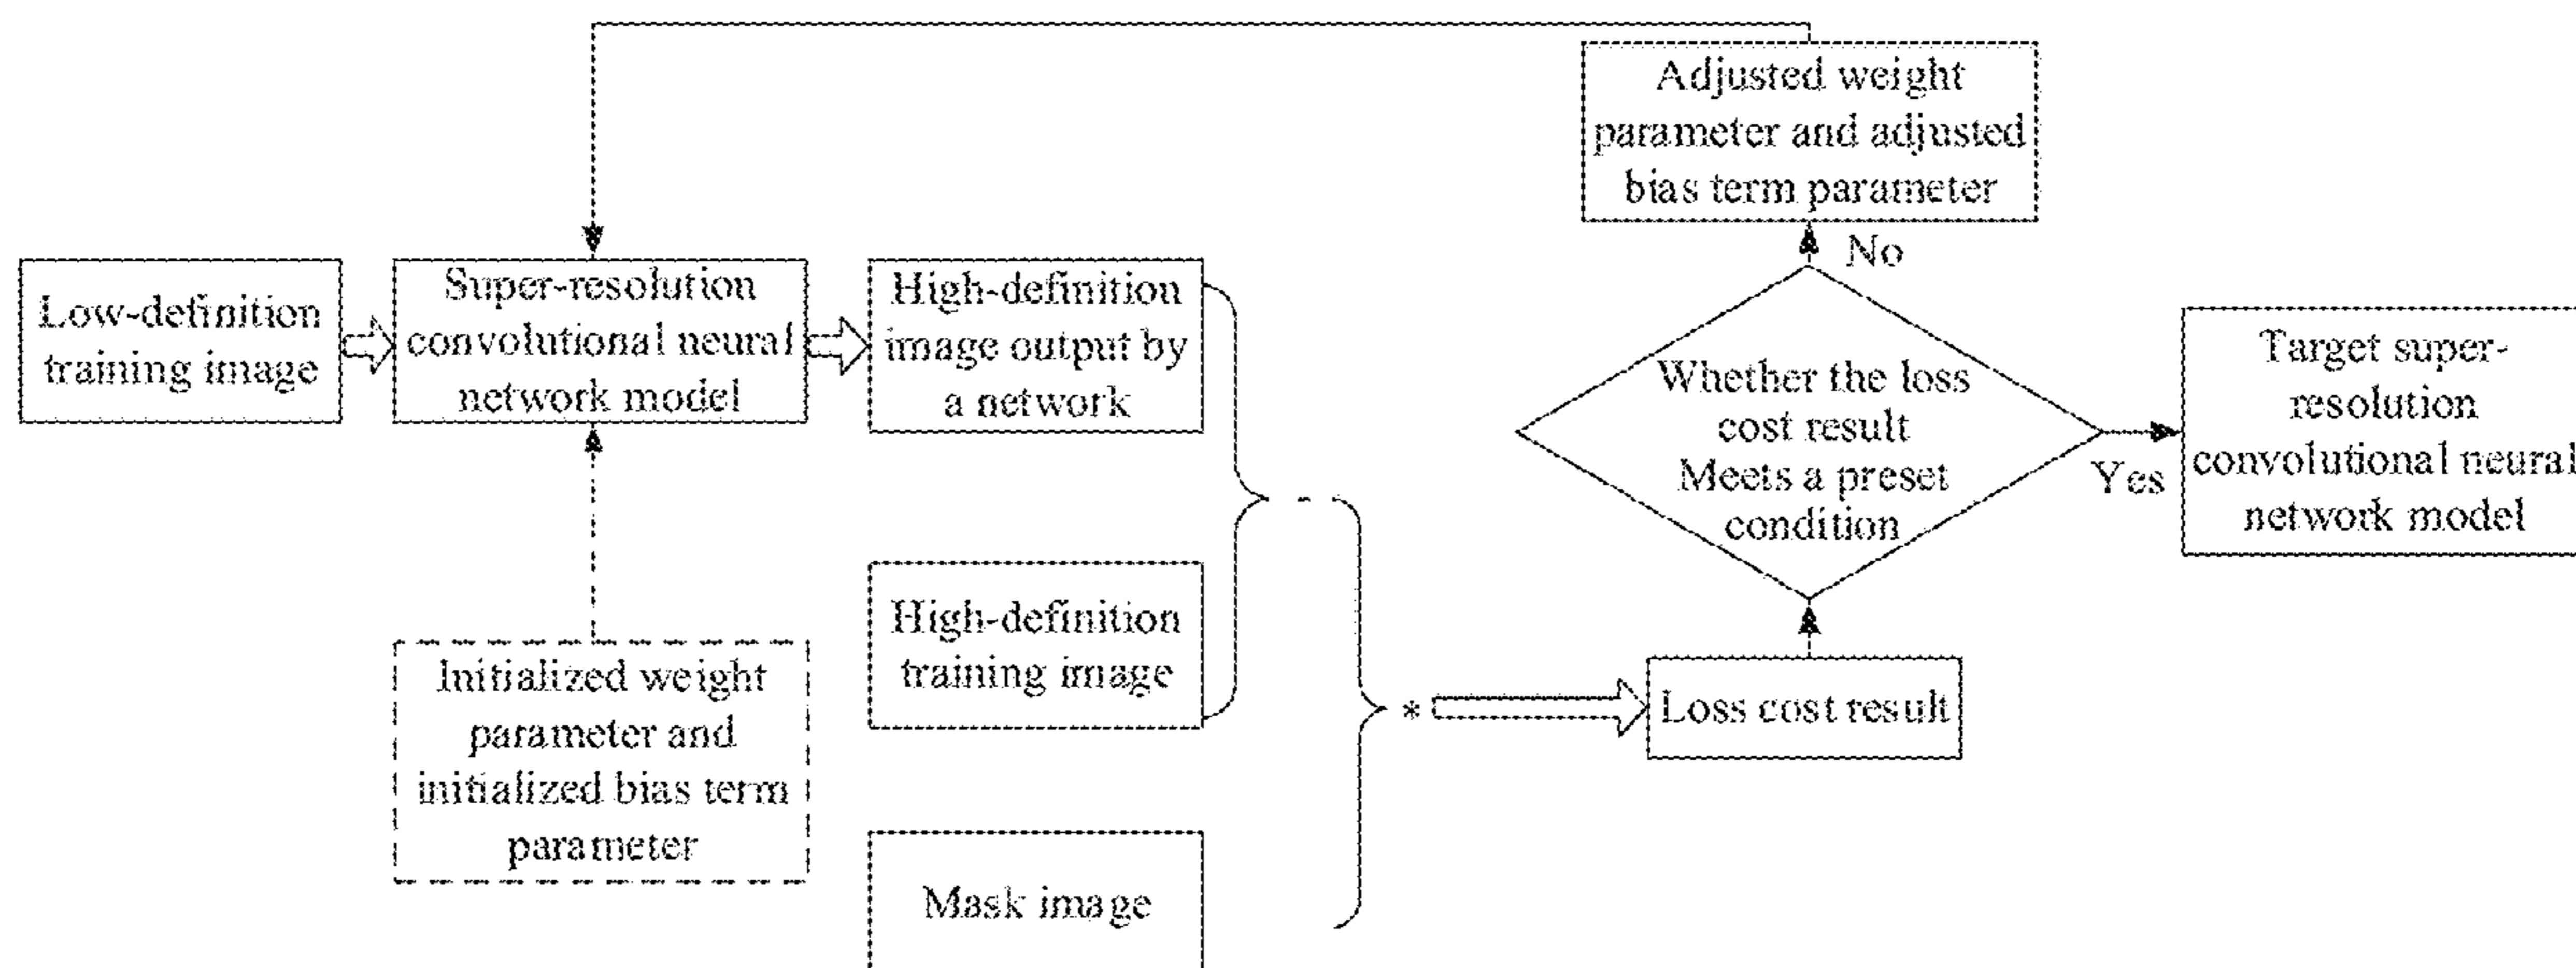 Adjusted weight
parameter and adjusted
bias term parameter
No
Low-definition
training image
Super-resolution
convolutional neural
network model
High-definition
image output by
a network
Whether the loss
cost result
Meets a preset
condition
Yes
Target super-
resolution
convolutional neural
network model
-
High-definition
training image
Initialized weight
parameter and
initialized bias term
parameter
*
Loss cost result
Mask image